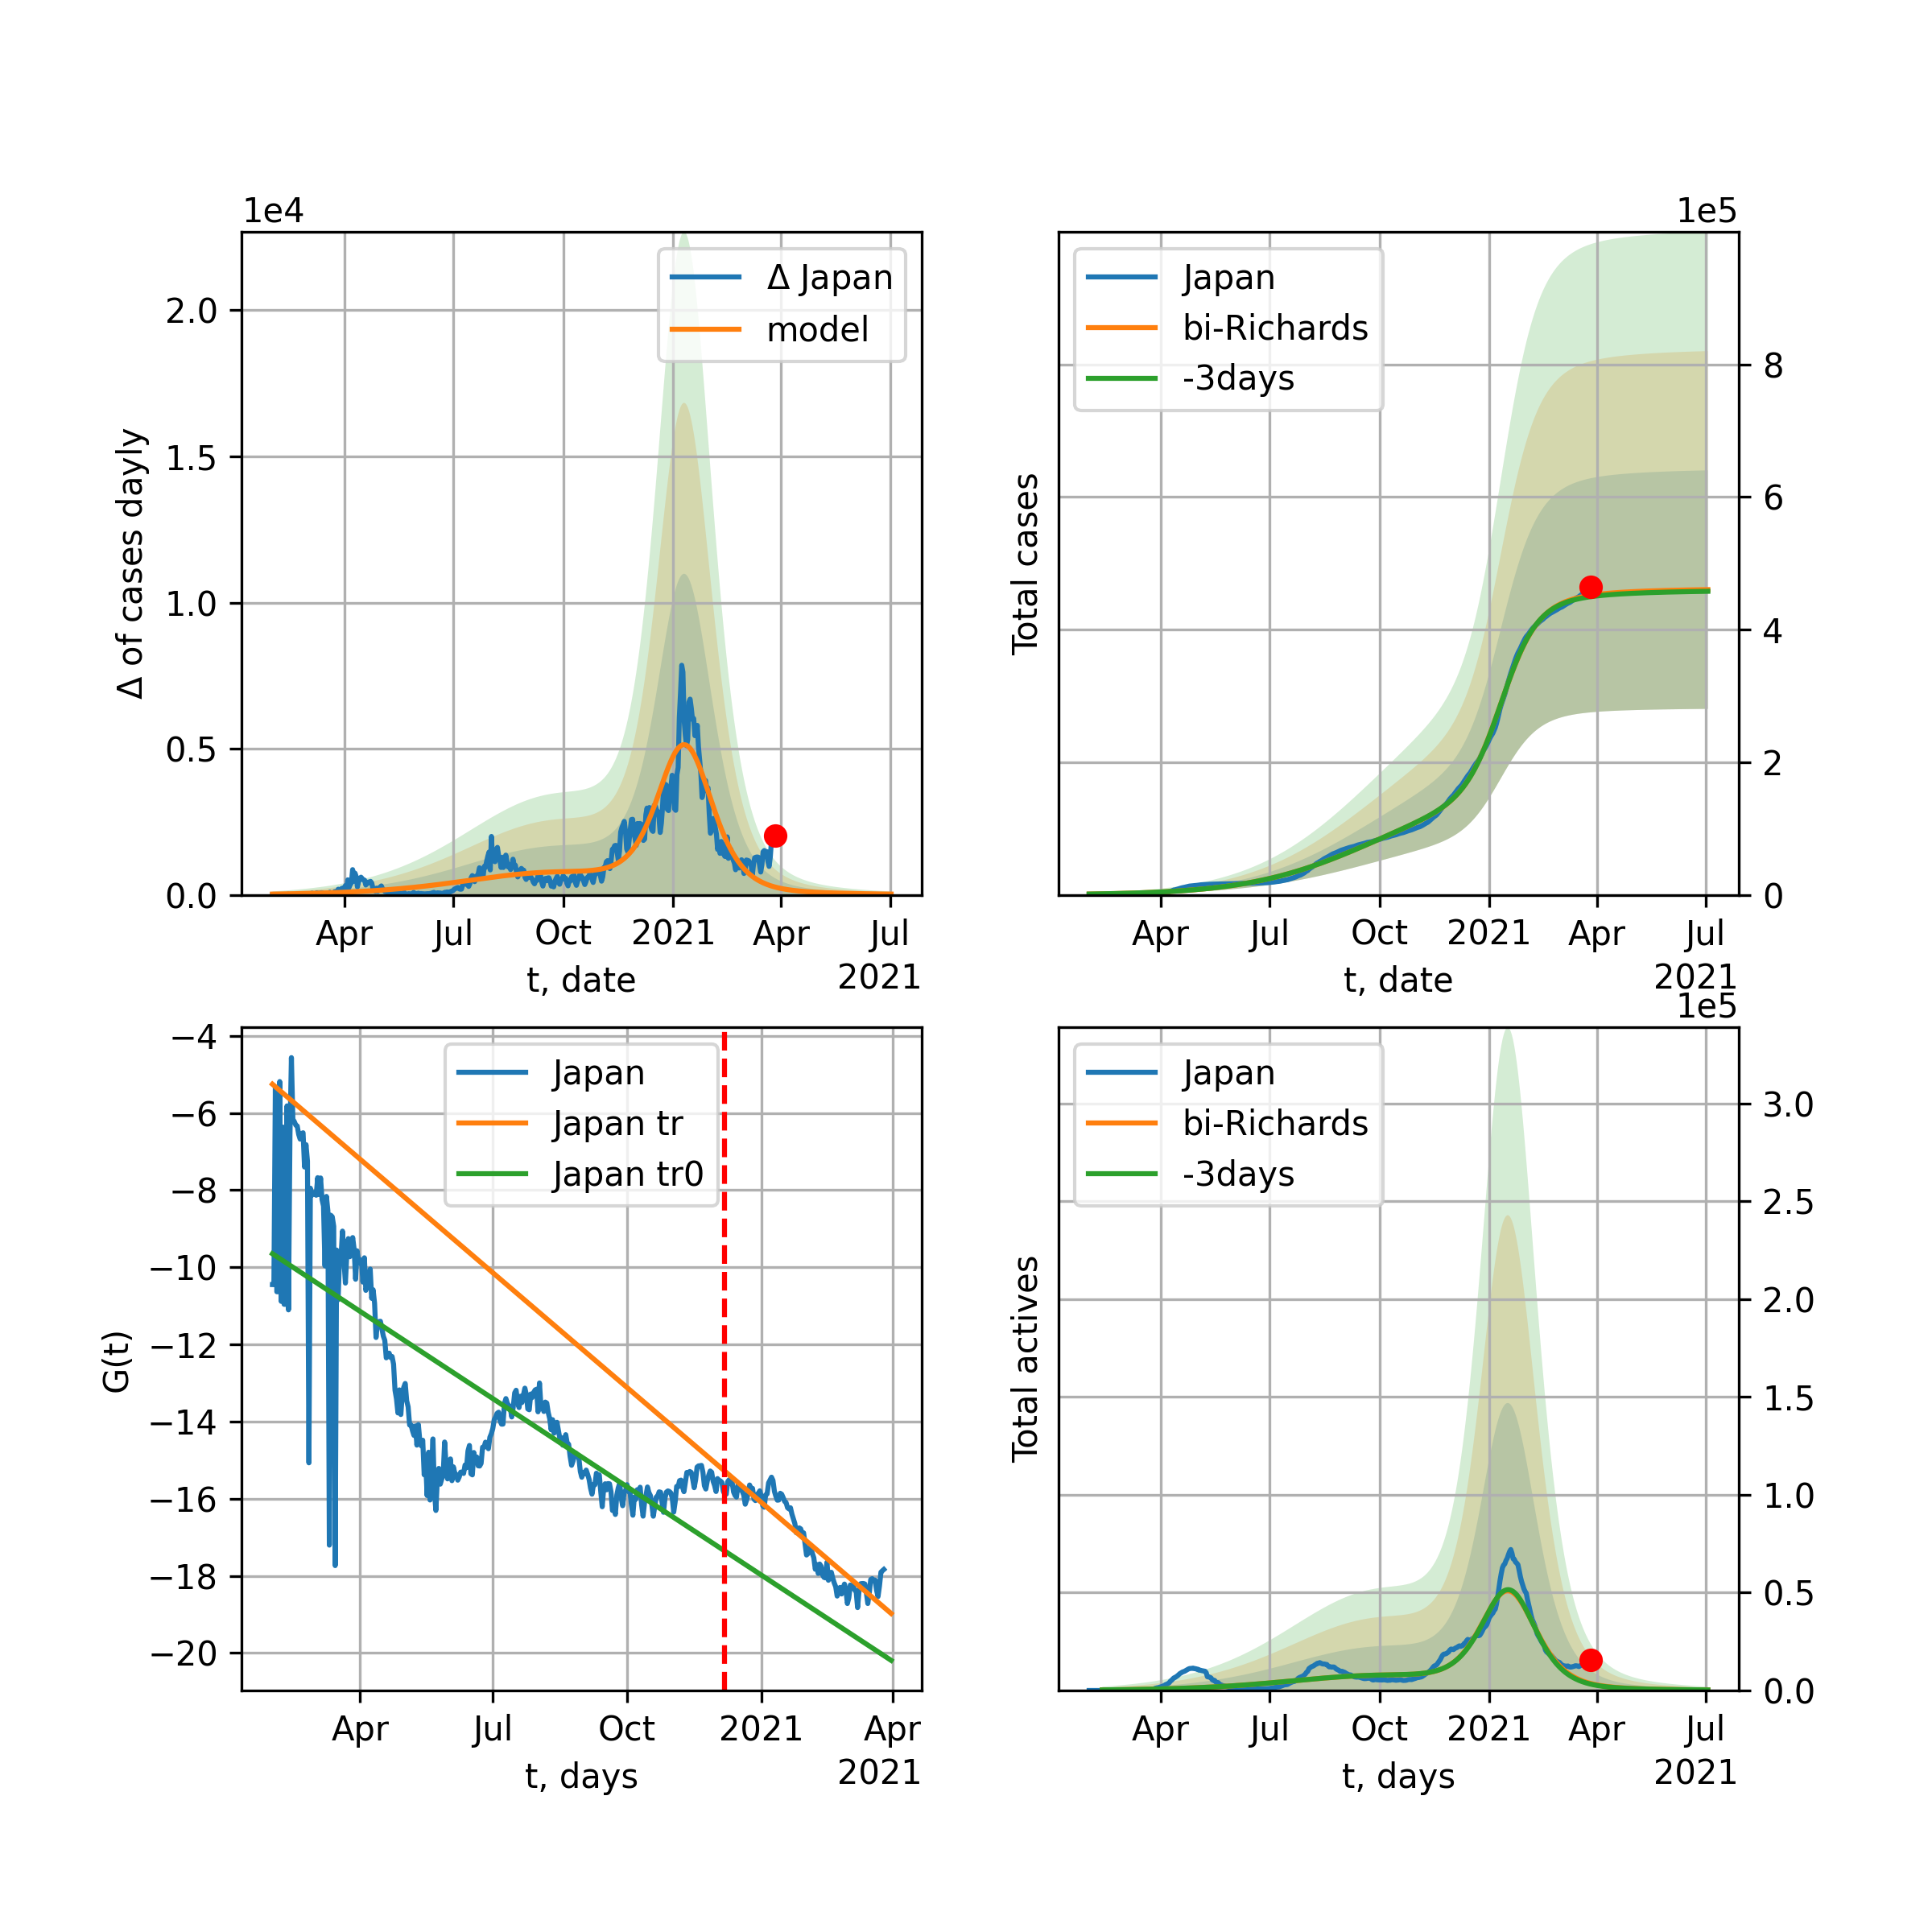 1e4
2.0
1.5
1.0
0.5
0.0
Δ of cases dayly
Δ Japan
model
Apr
Jul
Oct
2021
Apr
Jul
2021
t, date
1e5
Japan
bi-Richards
-3days
Total cases
8
6
4
2
0
Apr
Jul
Oct
2021
Apr
Jul
2021
t, date
−4
−6
−8
−10
−12
−14
−16
−18
−20
G(t)
Japan
Japan tr
Japan tr0
Apr
Jul
Oct
2021
Apr
2021
t, days
1e5
Japan
bi-Richards
-3days
Total actives
3.0
2.5
2.0
1.5
1.0
0.5
0.0
Apr
Jul
Oct
2021
Apr
Jul
2021
t, days